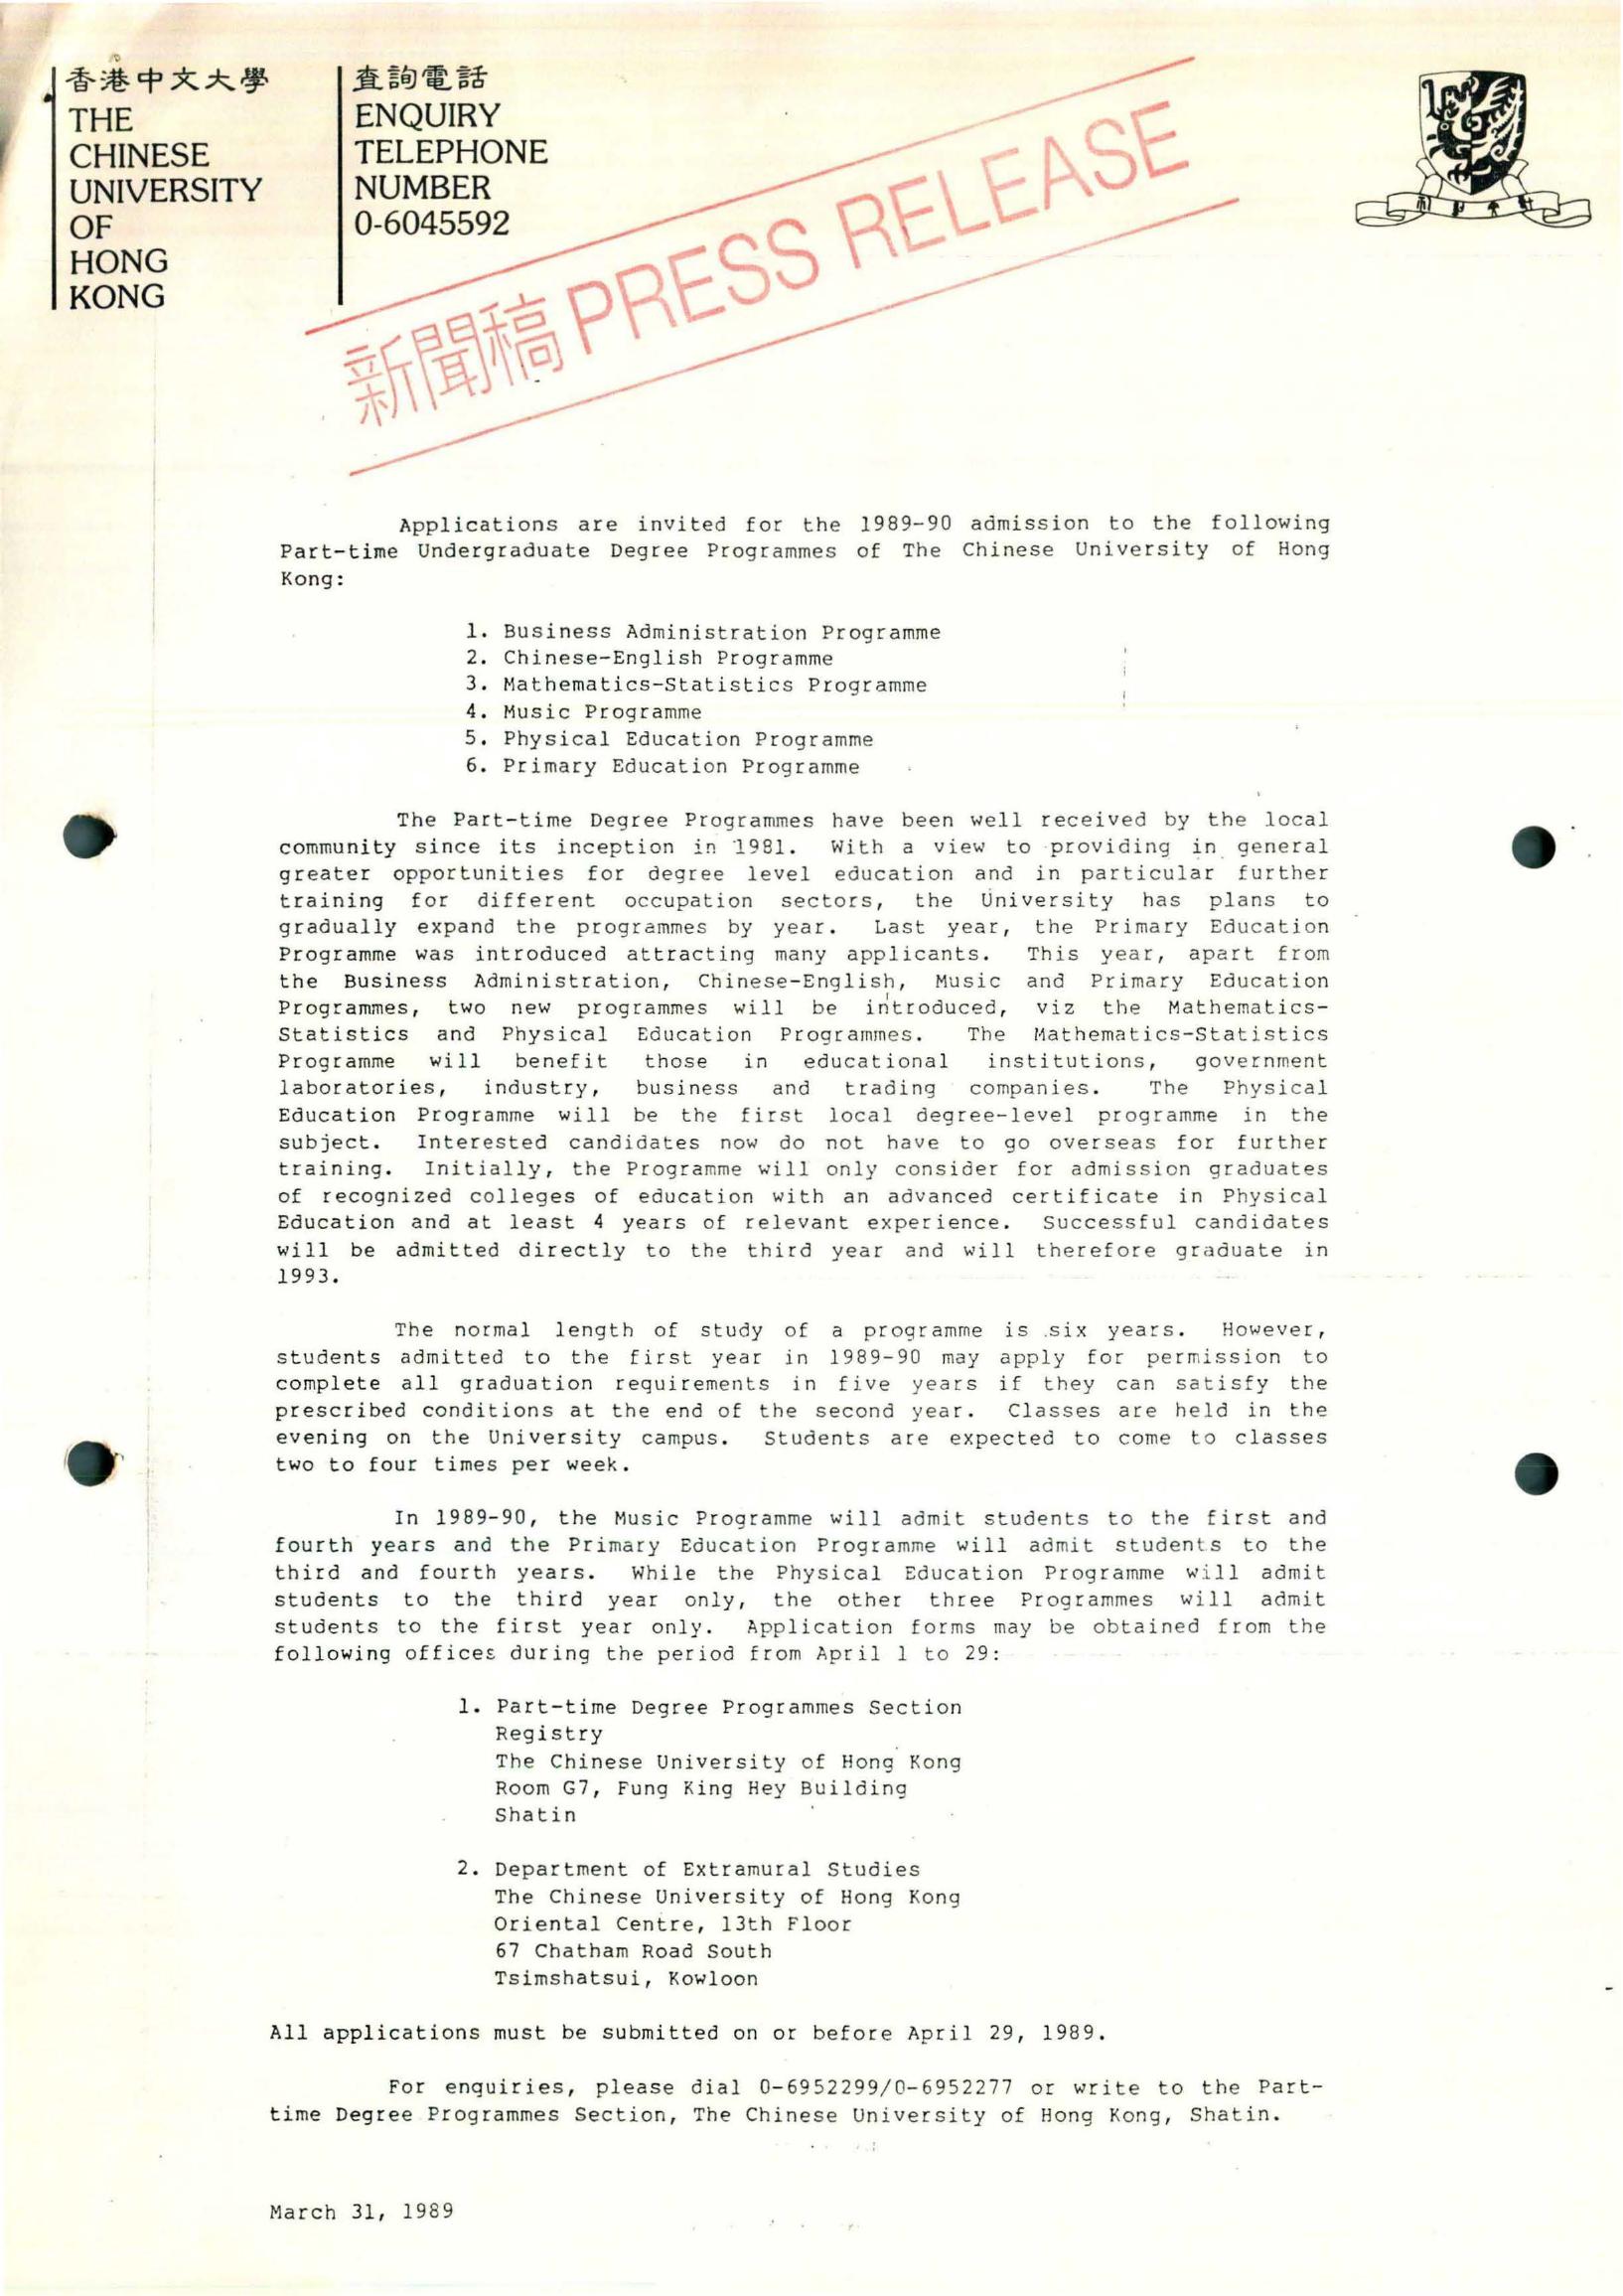 香港中文大學
THE
CHINESE
UNIVERSITY
OF
HONG
KONG
查詢電話
ENQUIRY
TELEPHONE
NUMBER
0-6045592
新聞稿 PRESS RELEASE
Applications are invited for the 1989-90 admission to the following
Part-time Undergraduate Degree Programmes of The Chinese University of Hong
Kong:
1. Business Administration Programme
2. Chinese-English Programme
3. Mathematics-Statistics Programme
4. Music Programme
5. Physical Education Programme
6. Primary Education Programme
The Part-time Degree Programmes have been well received by the local
community since its inception in 1981. With a view to providing in general
greater opportunities for degree level education and in particular further
training for different occupation sectors, the University has plans to
gradually expand the programmes by year. Last year, the Primary Education
Programme was introduced attracting many applicants. This year, apart from
the Business Administration, Chinese-English, Music and Primary Education
Programmes, two new programmes will be introduced, viz the Mathematics-
Statistics and Physical Education Programmes. The Mathematics-Statistics
Programme will benefit those in educational institutions, government
laboratories, industry, business and trading companies. The Physical
Education Programme will be the first local degree-level programme in the
subject. Interested candidates now do not have to go overseas for further
training. Initially, the Programme will only consider for admission graduates
of recognized colleges of education with an advanced certificate in Physical
Education and at least 4 years of relevant experience. Successful candidates
will be admitted directly to the third year and will therefore graduate in
1993.
The normal length of study of a programme is six years. However,
students admitted to the first year in 1989-90 may apply for permission to
complete all graduation requirements in five years if they can satisfy the
prescribed conditions at the end of the second year. Classes are held in the
evening on the University campus. Students are expected to come to classes
two to four times per week.
In 1989-90, the Music Programme will admit students to the first and
fourth years and the Primary Education Programme will admit students to the
third and fourth years. While the Physical Education Programme will admit
students to the third year only, the other three Programmes will admit
students to the first year only. Application forms may be obtained from the
following offices during the period from April 1 to 29:
1. Part-time Degree Programmes Section
Registry
The Chinese University of Hong Kong
Room G7, Fung King Hey Building
Shatin
2. Department of Extramural Studies
The Chinese University of Hong Kong
Oriental Centre, 13th Floor
67 Chatham Road South
Tsimshatsui, Kowloon
All applications must be submitted on or before April 29, 1989.
For enquiries, please dial 0-6952299/0-6952277 or write to the Part-
time Degree Programmes Section, The Chinese University of Hong Kong, Shatin.
March 31, 1989